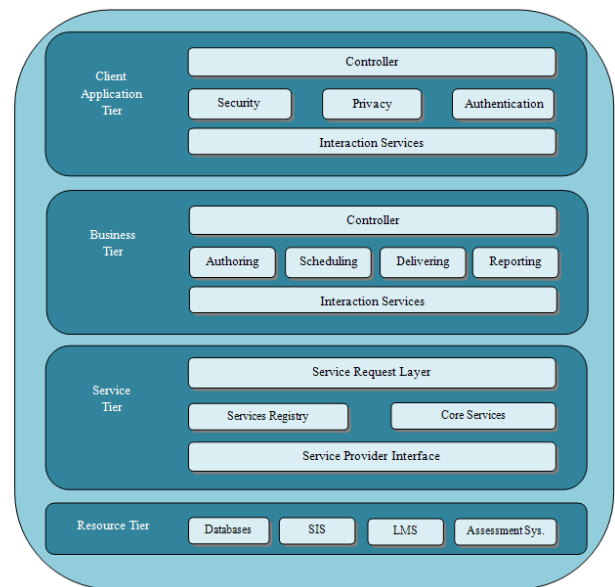 Client
Application
Tier
Controller
Security
Privacy
Authentication
Interaction Services
Business
Tier
Controller
Authoring
Scheduling
Delivering
Reporting
Interaction Services
Service
Tier
Service Request Layer
Services Registry
Core Services
Service Provider Interface
Resource Tier
Databases
SIS
LMS
Assessment Sys.